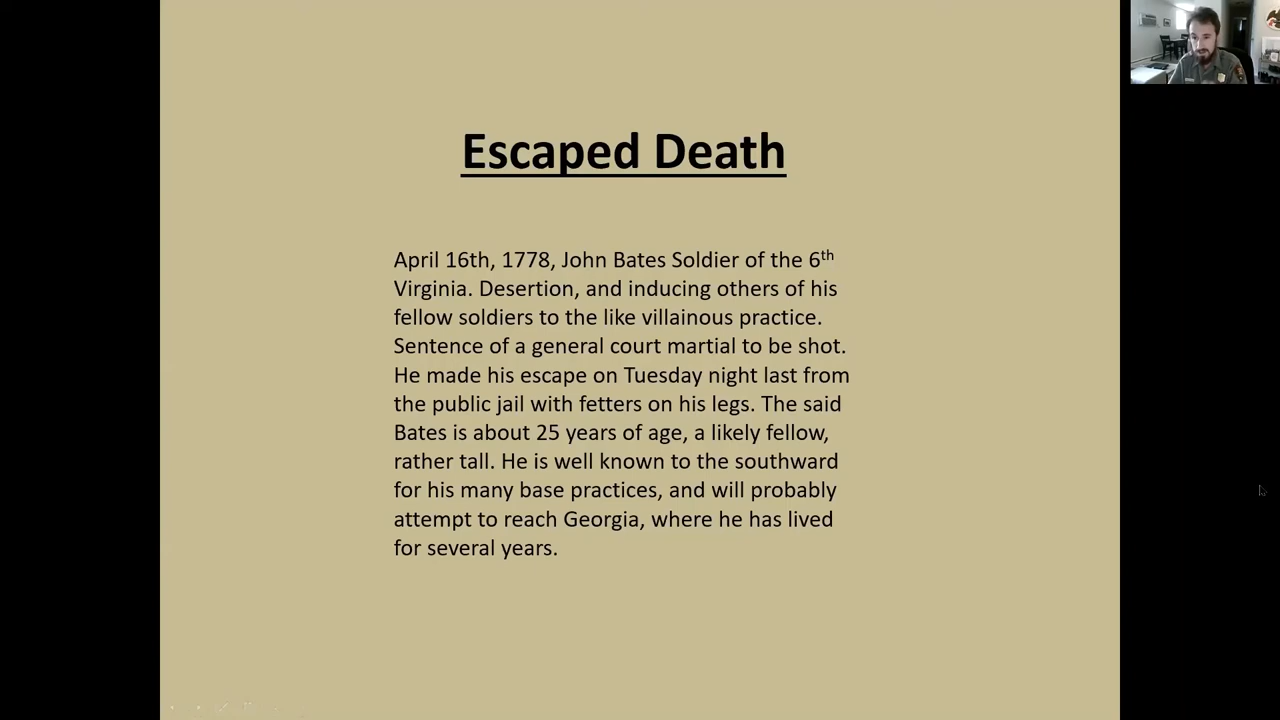 Escaped Death
April 16th, 1778, John Bates Soldier of the 6th
Virginia. Desertion, and inducing others of his
fellow soldiers to the like villainous practice.
Sentence of a general court martial to be shot.
He made his escape on Tuesday night last from
the public jail with fetters on his legs. The said
Bates is about 25 years of age, a likely fellow,
rather tall. He is well known to the southward
for his many base practices, and will probably
attempt to reach Georgia, where he has lived
for several years.